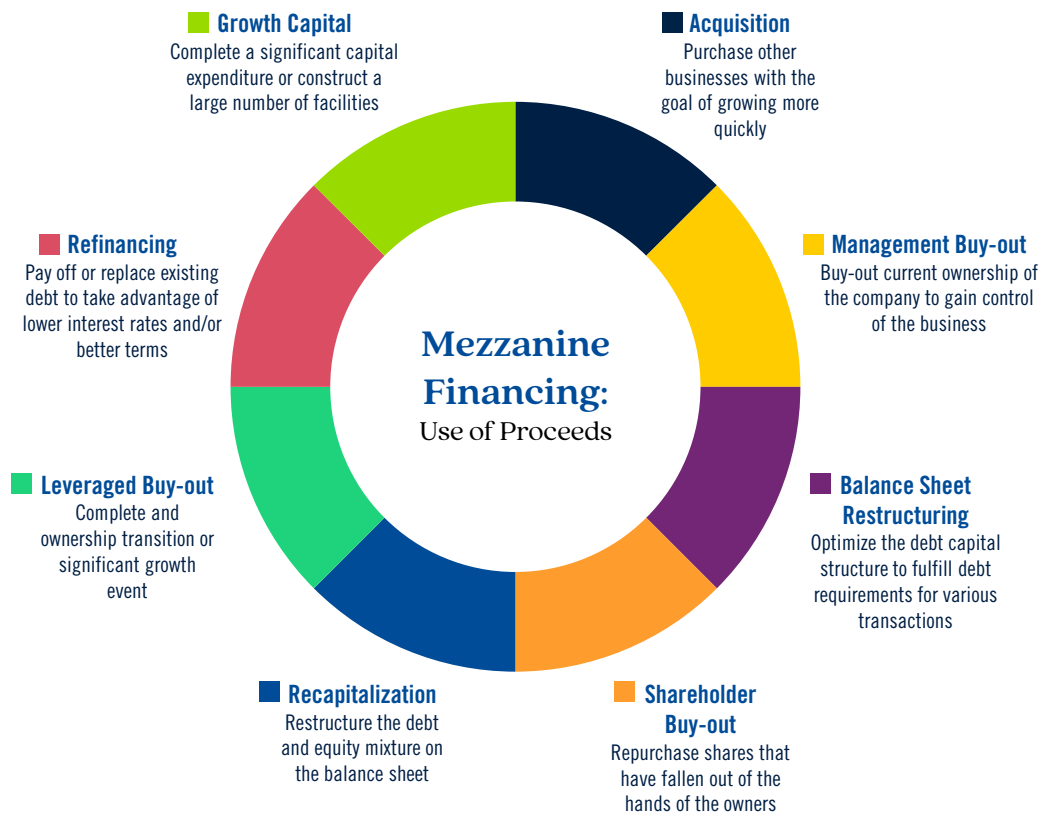 Growth Capital
Complete a significant capital
expenditure or construct a
large number of facilities
Acquisition
Purchase other
businesses with the
goal of growing more
quickly
Refinancing
Pay off or replace existing
debt to take advantage of
lower interest rates and/or
better terms
Management Buy-out
Buy-out current ownership of
the company to gain control
of the business
Mezzanine
Financing:
Use of Proceeds
Leveraged Buy-out
Complete and
ownership transition or
significant growth
event
Balance Sheet
Restructuring
Optimize the debt capital
structure to fulfill debt
requirements for various
transactions
Recapitalization
Restructure the debt
and equity mixture on
the balance sheet
Shareholder
Buy-out
Repurchase shares that
have fallen out of the
hands of the owners